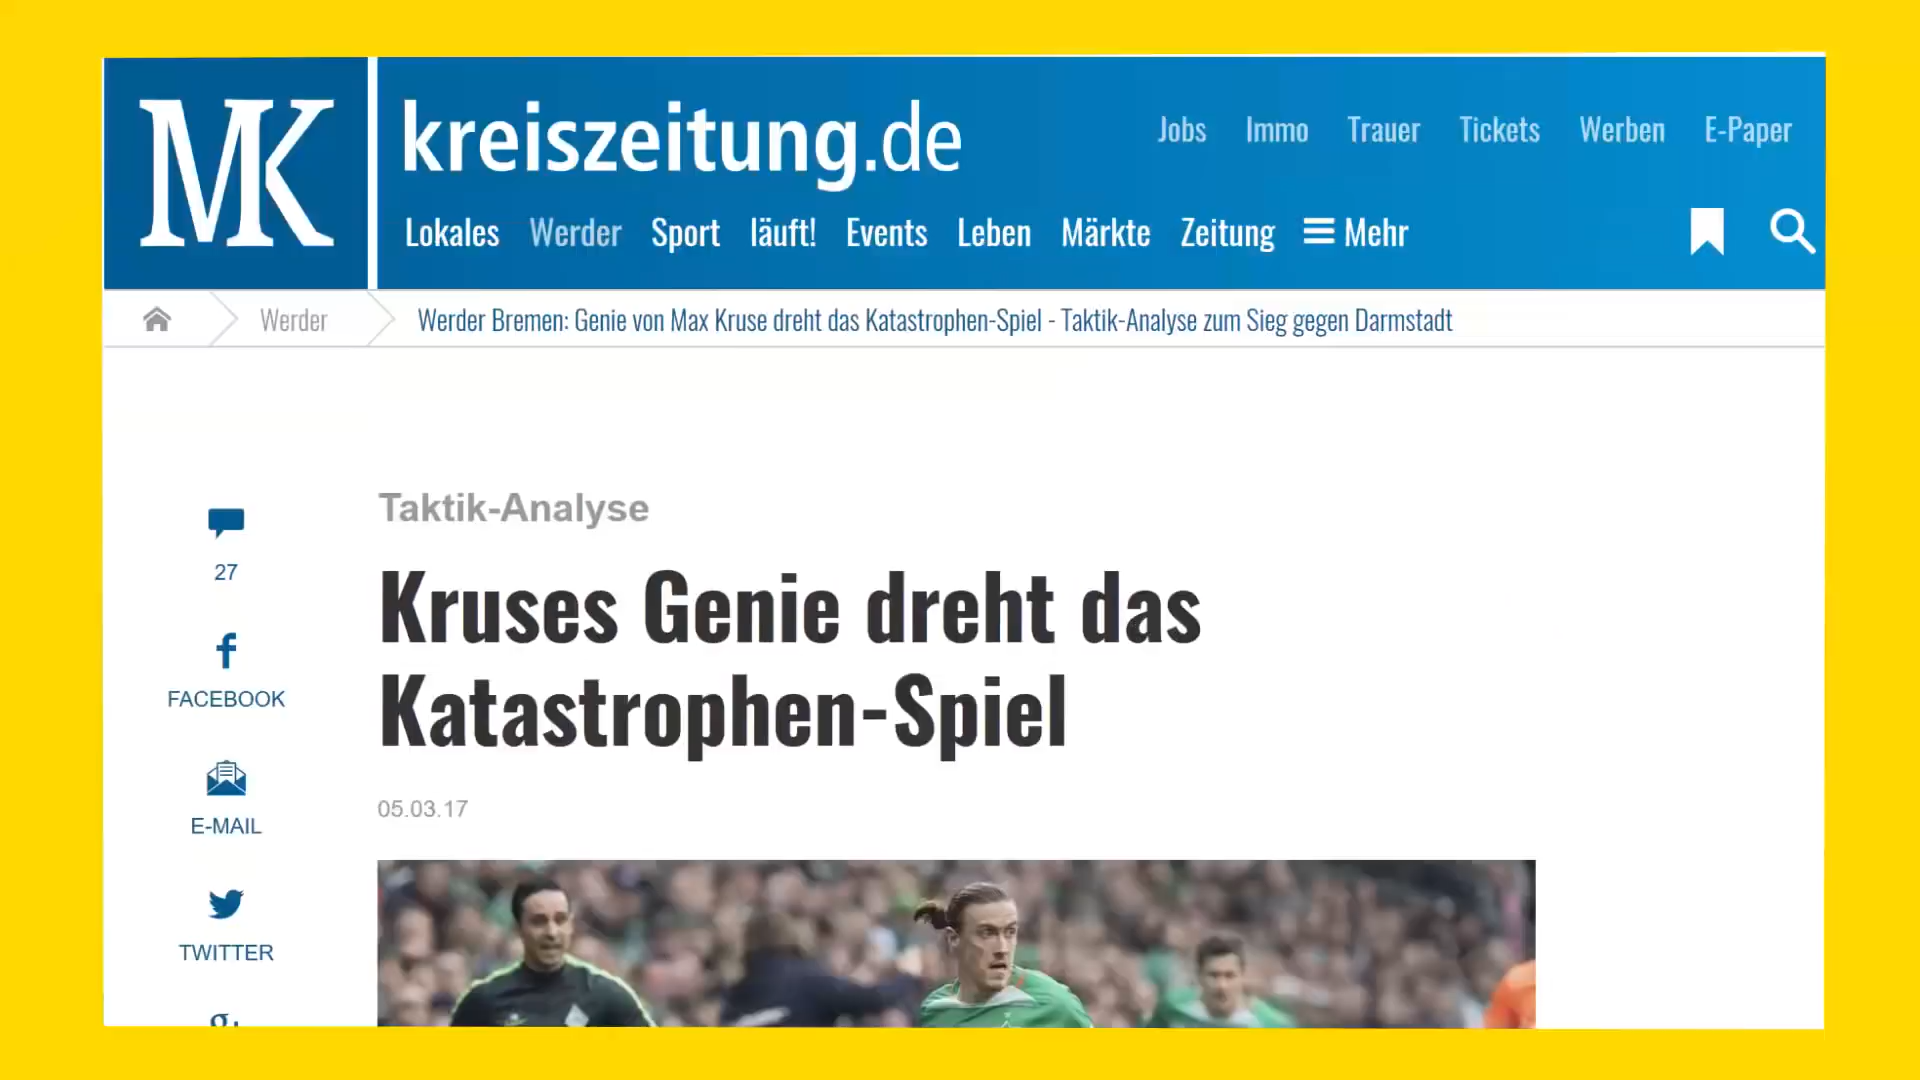 MK
kreiszeitung.de
Jobs Immo Trauer Tickets Werben E-Paper
Lokales Werder Sport läuft! Events Leben Märkte Zeitung Mehr
Werder
Werder Bremen: Genie von Max Kruse dreht das Katastrophen-Spiel - Taktik-Analyse zum Sieg gegen Darmstadt
Taktik-Analyse
Kruses Genie dreht das
Katastrophen-Spiel
05.03.17
27
FACEBOOK
E-MAIL
TWITTER